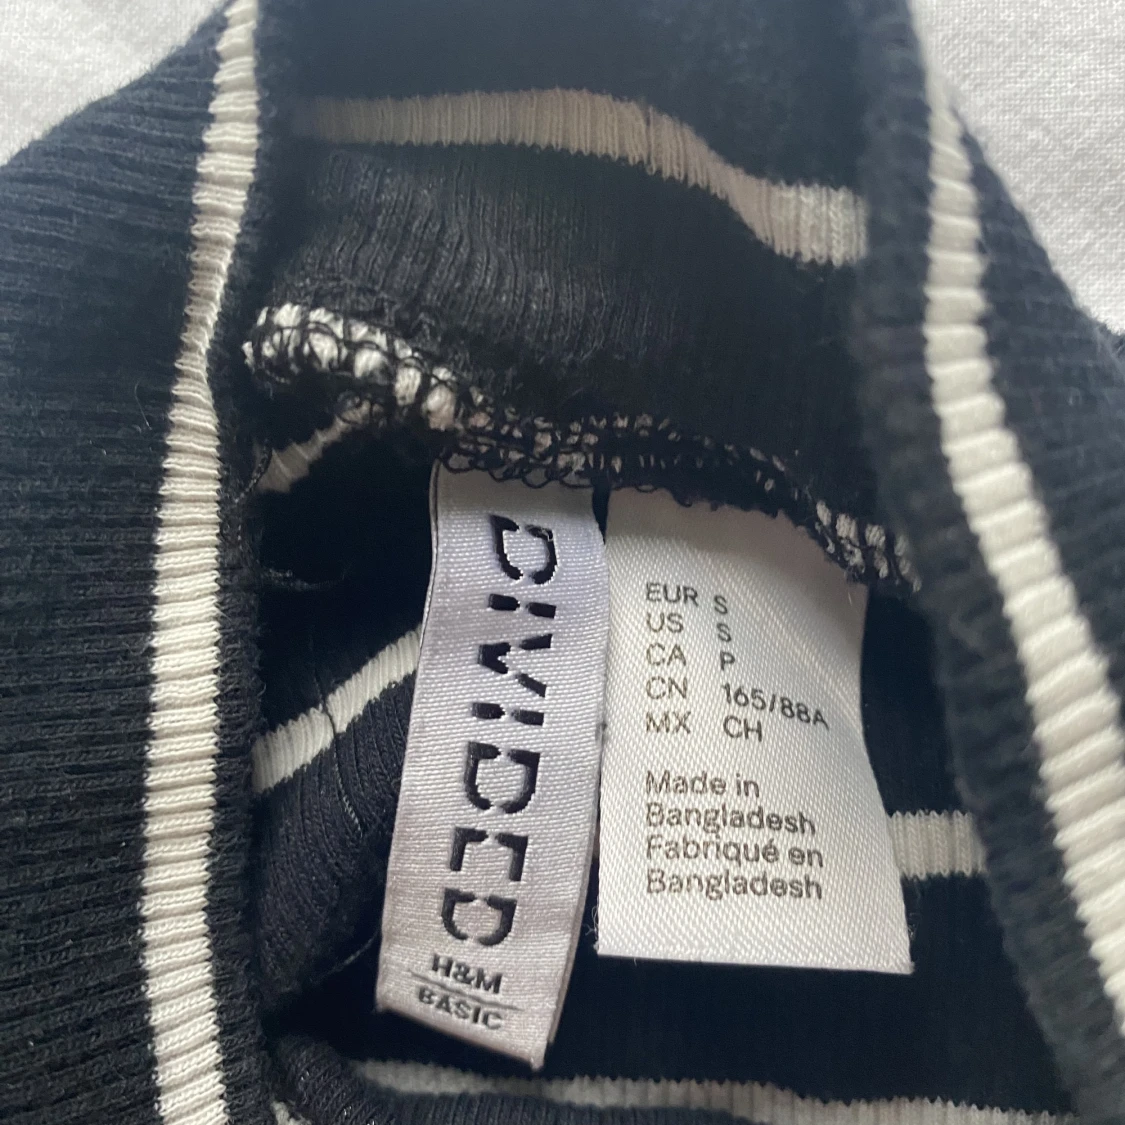 DIVIDED
H&M
BASIC
EUR S
US S
CA P
CN 165/88A
MX CH
Made in
Bangladesh
Fabriqué en
Bangladesh